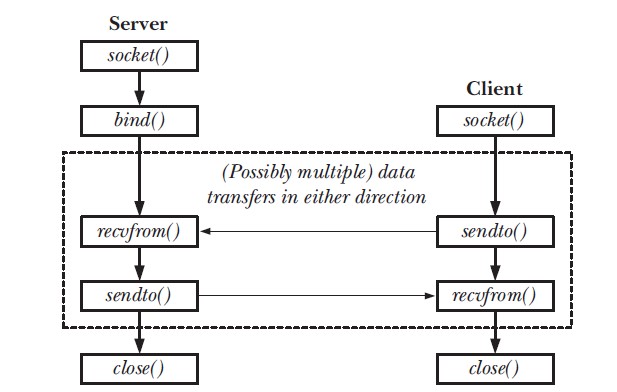 Server
socket()
Client
bind()
socket()
(Possibly multiple) data
transfers in either direction
recvfrom()
sendto()
sendto()
recvfrom()
close()
close()